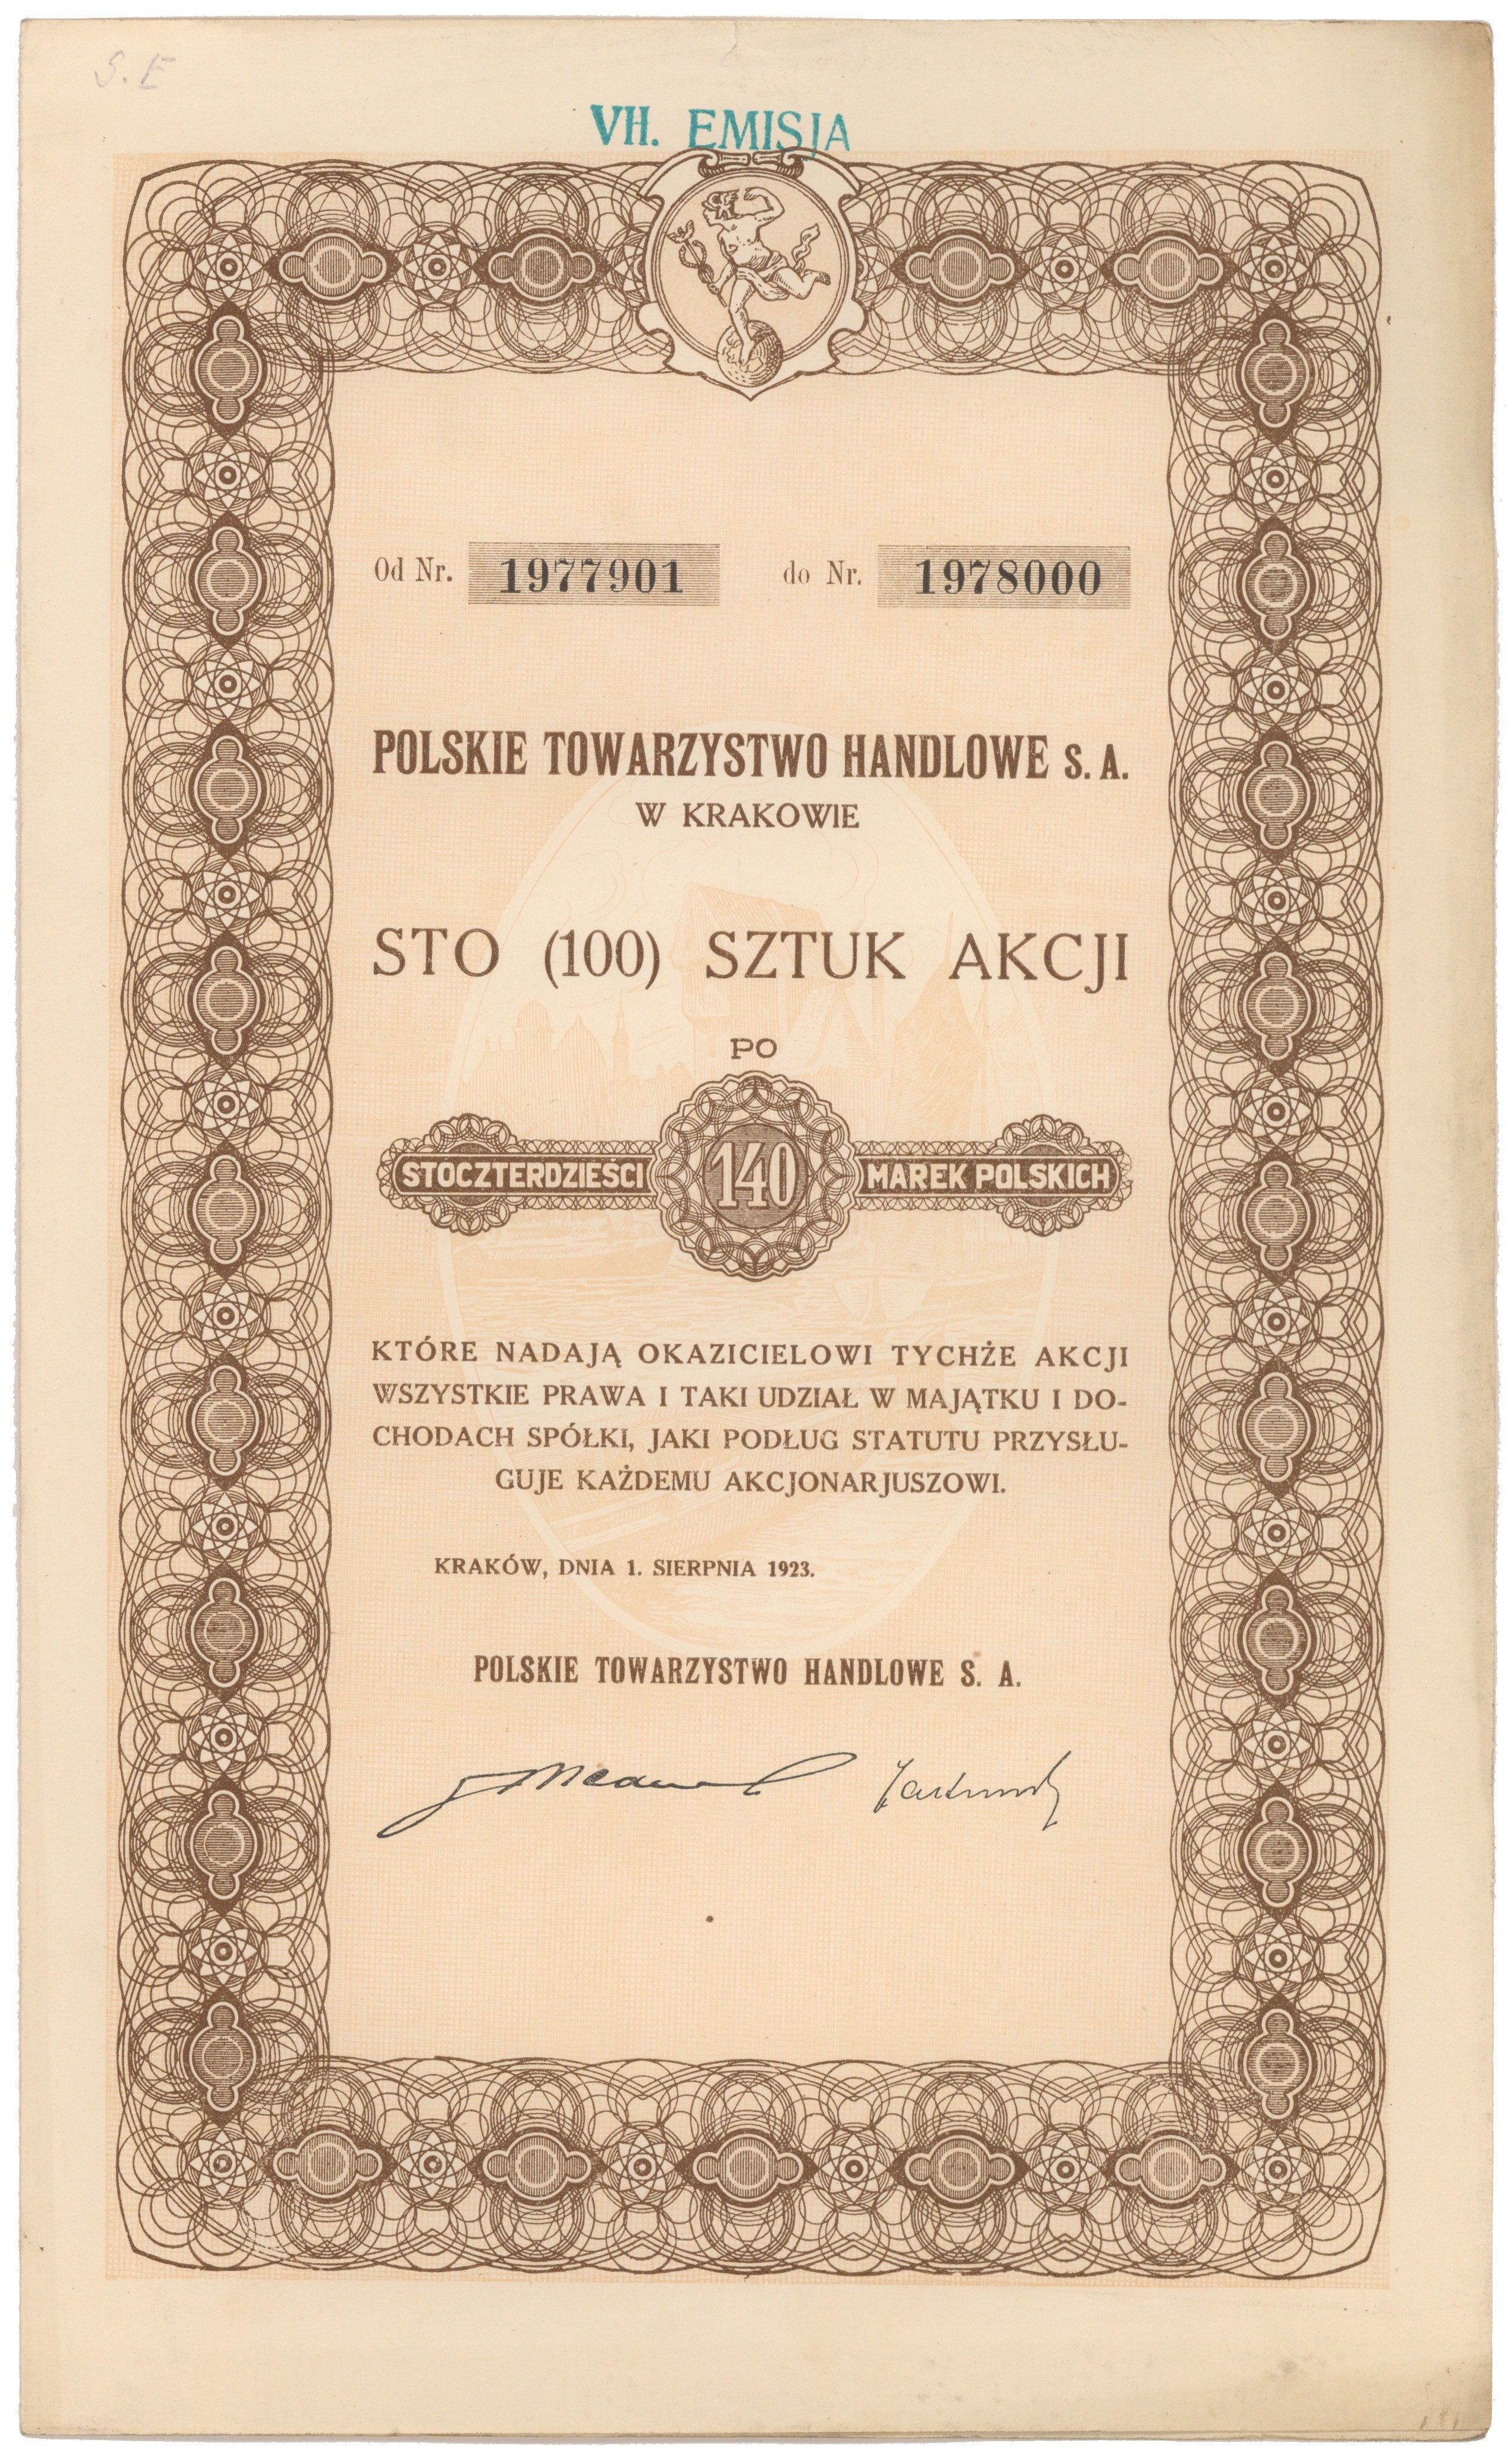 S. E
VII. EMISJA
Od Nr. 1977901 do Nr. 1978000
POLSKIE TOWARZYSTWO HANDLOWE S. A.
W KRAKOWIE
STO (100) SZTUK AKCJI
PO
STOCZTERDZIEŚCI 140 MAREK POLSKICH
KTÓRE NADAJĄ OKAZICIELOWI TYCHŻE AKCJI
WSZYSTKIE PRAWA I TAKI UDZIAŁ W MAJĄTKU I DO-
CHODACH SPÓŁKI, JAKI PODŁUG STATUTU PRZYSŁU-
GUJE KAŻDEMU AKCJONARJUSZOWI.
KRAKÓW, DNIA 1. SIERPNIA 1923.
POLSKIE TOWARZYSTWO HANDLOWE S. A.